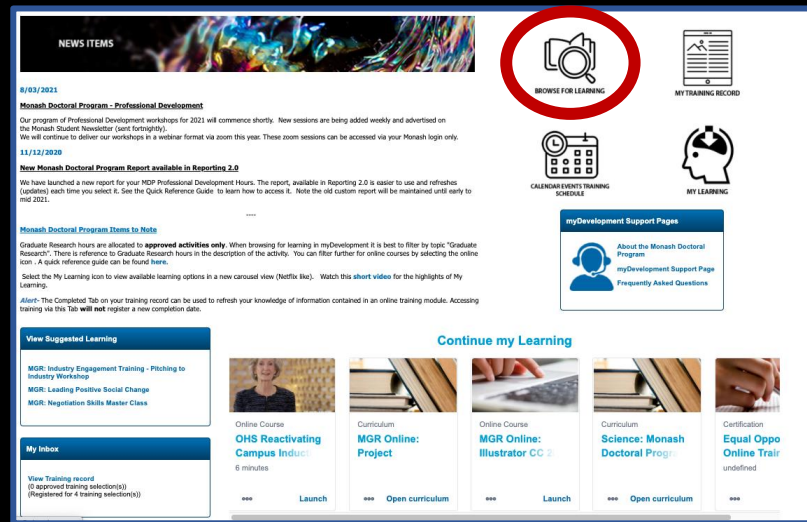 NEWS ITEMS
8/03/2021
Monash Doctoral Program - Professional Development
Our program of Professional Development workshops for 2021 will commence shortly. New sessions are being added weekly and advertised on
the Monash Student Newsletter (sent fortnightly).
We will continue to deliver our workshops in a webinar format via zoom this year. These zoom sessions can be accessed via your Monash login only.
11/12/2020
New Monash Doctoral Program Report available in Reporting 2.0
We have launched a new report for your MDP Professional Development Hours. The report, available in Reporting 2.0 is easier to use and refreshes
(updates) each time you select it. See the Quick Reference Guide to learn how to access it. Note the old custom report will be maintained until early to
mid 2021.
----
Monash Doctoral Program Items to Note
Graduate Research hours are allocated to approved activities only. When browsing for learning in myDevelopment it is best to filter by topic "Graduate
Research". There is reference to Graduate Research hours in the description of the activity. You can filter further for online courses by selecting the online
icon . A quick reference guide can be found here.
Select the My Learning icon to view available learning options in a new carousel view (Netflix like). Watch this short video for the highlights of My
Learning.
Alert- The Completed Tab on your training record can be used to refresh your knowledge of information contained in an online training module. Accessing
training via this Tab will not register a new completion date.
BROWSE FOR LEARNING
MY TRAINING RECORD
CALENDAR EVENTS TRAINING
SCHEDULE
MY LEARNING
myDevelopment Support Pages
About the Monash Doctoral
Program
myDevelopment Support Page
Frequently Asked Questions
View Suggested Learning
MGR: Industry Engagement Training - Pitching to
Industry Workshop
MGR: Leading Positive Social Change
MGR: Negotiation Skills Master Class
My Inbox
View Training record
(0 approved training selection(s))
(Registered for 4 training selection(s))
Continue my Learning
Online Course
OHS Reactivating
Campus Induc
6 minutes
Launch
Curriculum
MGR Online:
Project
Open curriculum
Online Course
MGR Online:
Illustrator CC 2
Launch
Curriculum
Science: Monash
Doctoral Progr
Open curriculum
Certification
Equal Oppo
Online Train
undefined